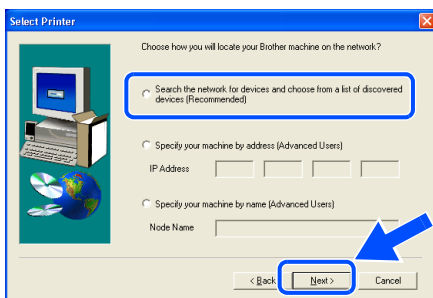 Select Printer
Choose how you will locate your Brother machine on the network?
Search the network for devices and choose from a list of discovered
devices (Recommended)
Specify your machine by address (Advanced Users)
IP Address
Specify your machine by name (Advanced Users)
Node Name
< Back
Next >
Cancel